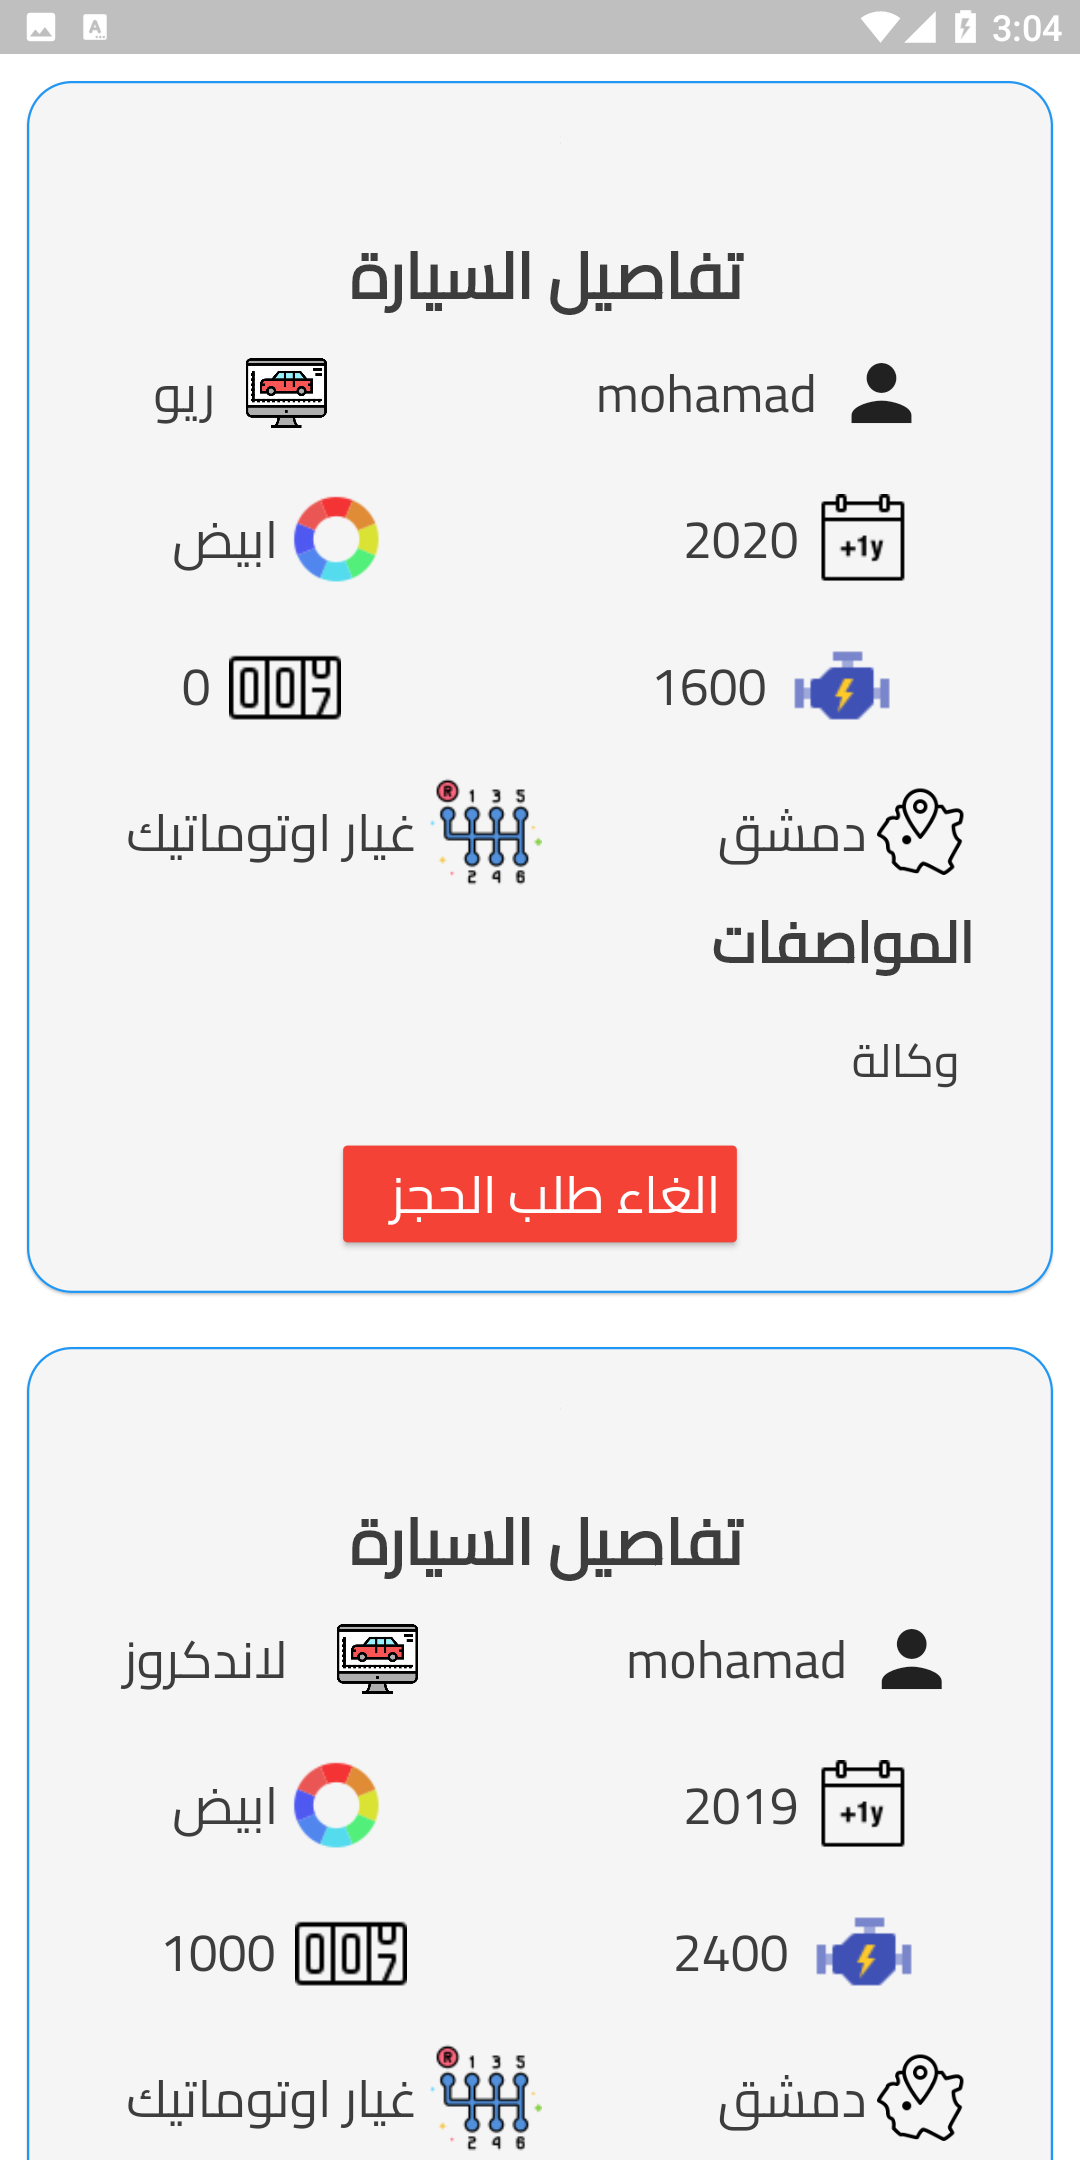 3:04
تفاصيل السيارة
mohamad ريو
2020 ابيض
+1y
1600 0
007
R 1 3 5
دمشق غيار اوتوماتيك
2 4 6
المواصفات
وكالة
الغاء طلب الحجز
تفاصيل السيارة
mohamad لاندكروز
2019 ابيض
+1y
2400 1000
007
R 1 3 5
دمشق غيار اوتوماتيك
2 4 6